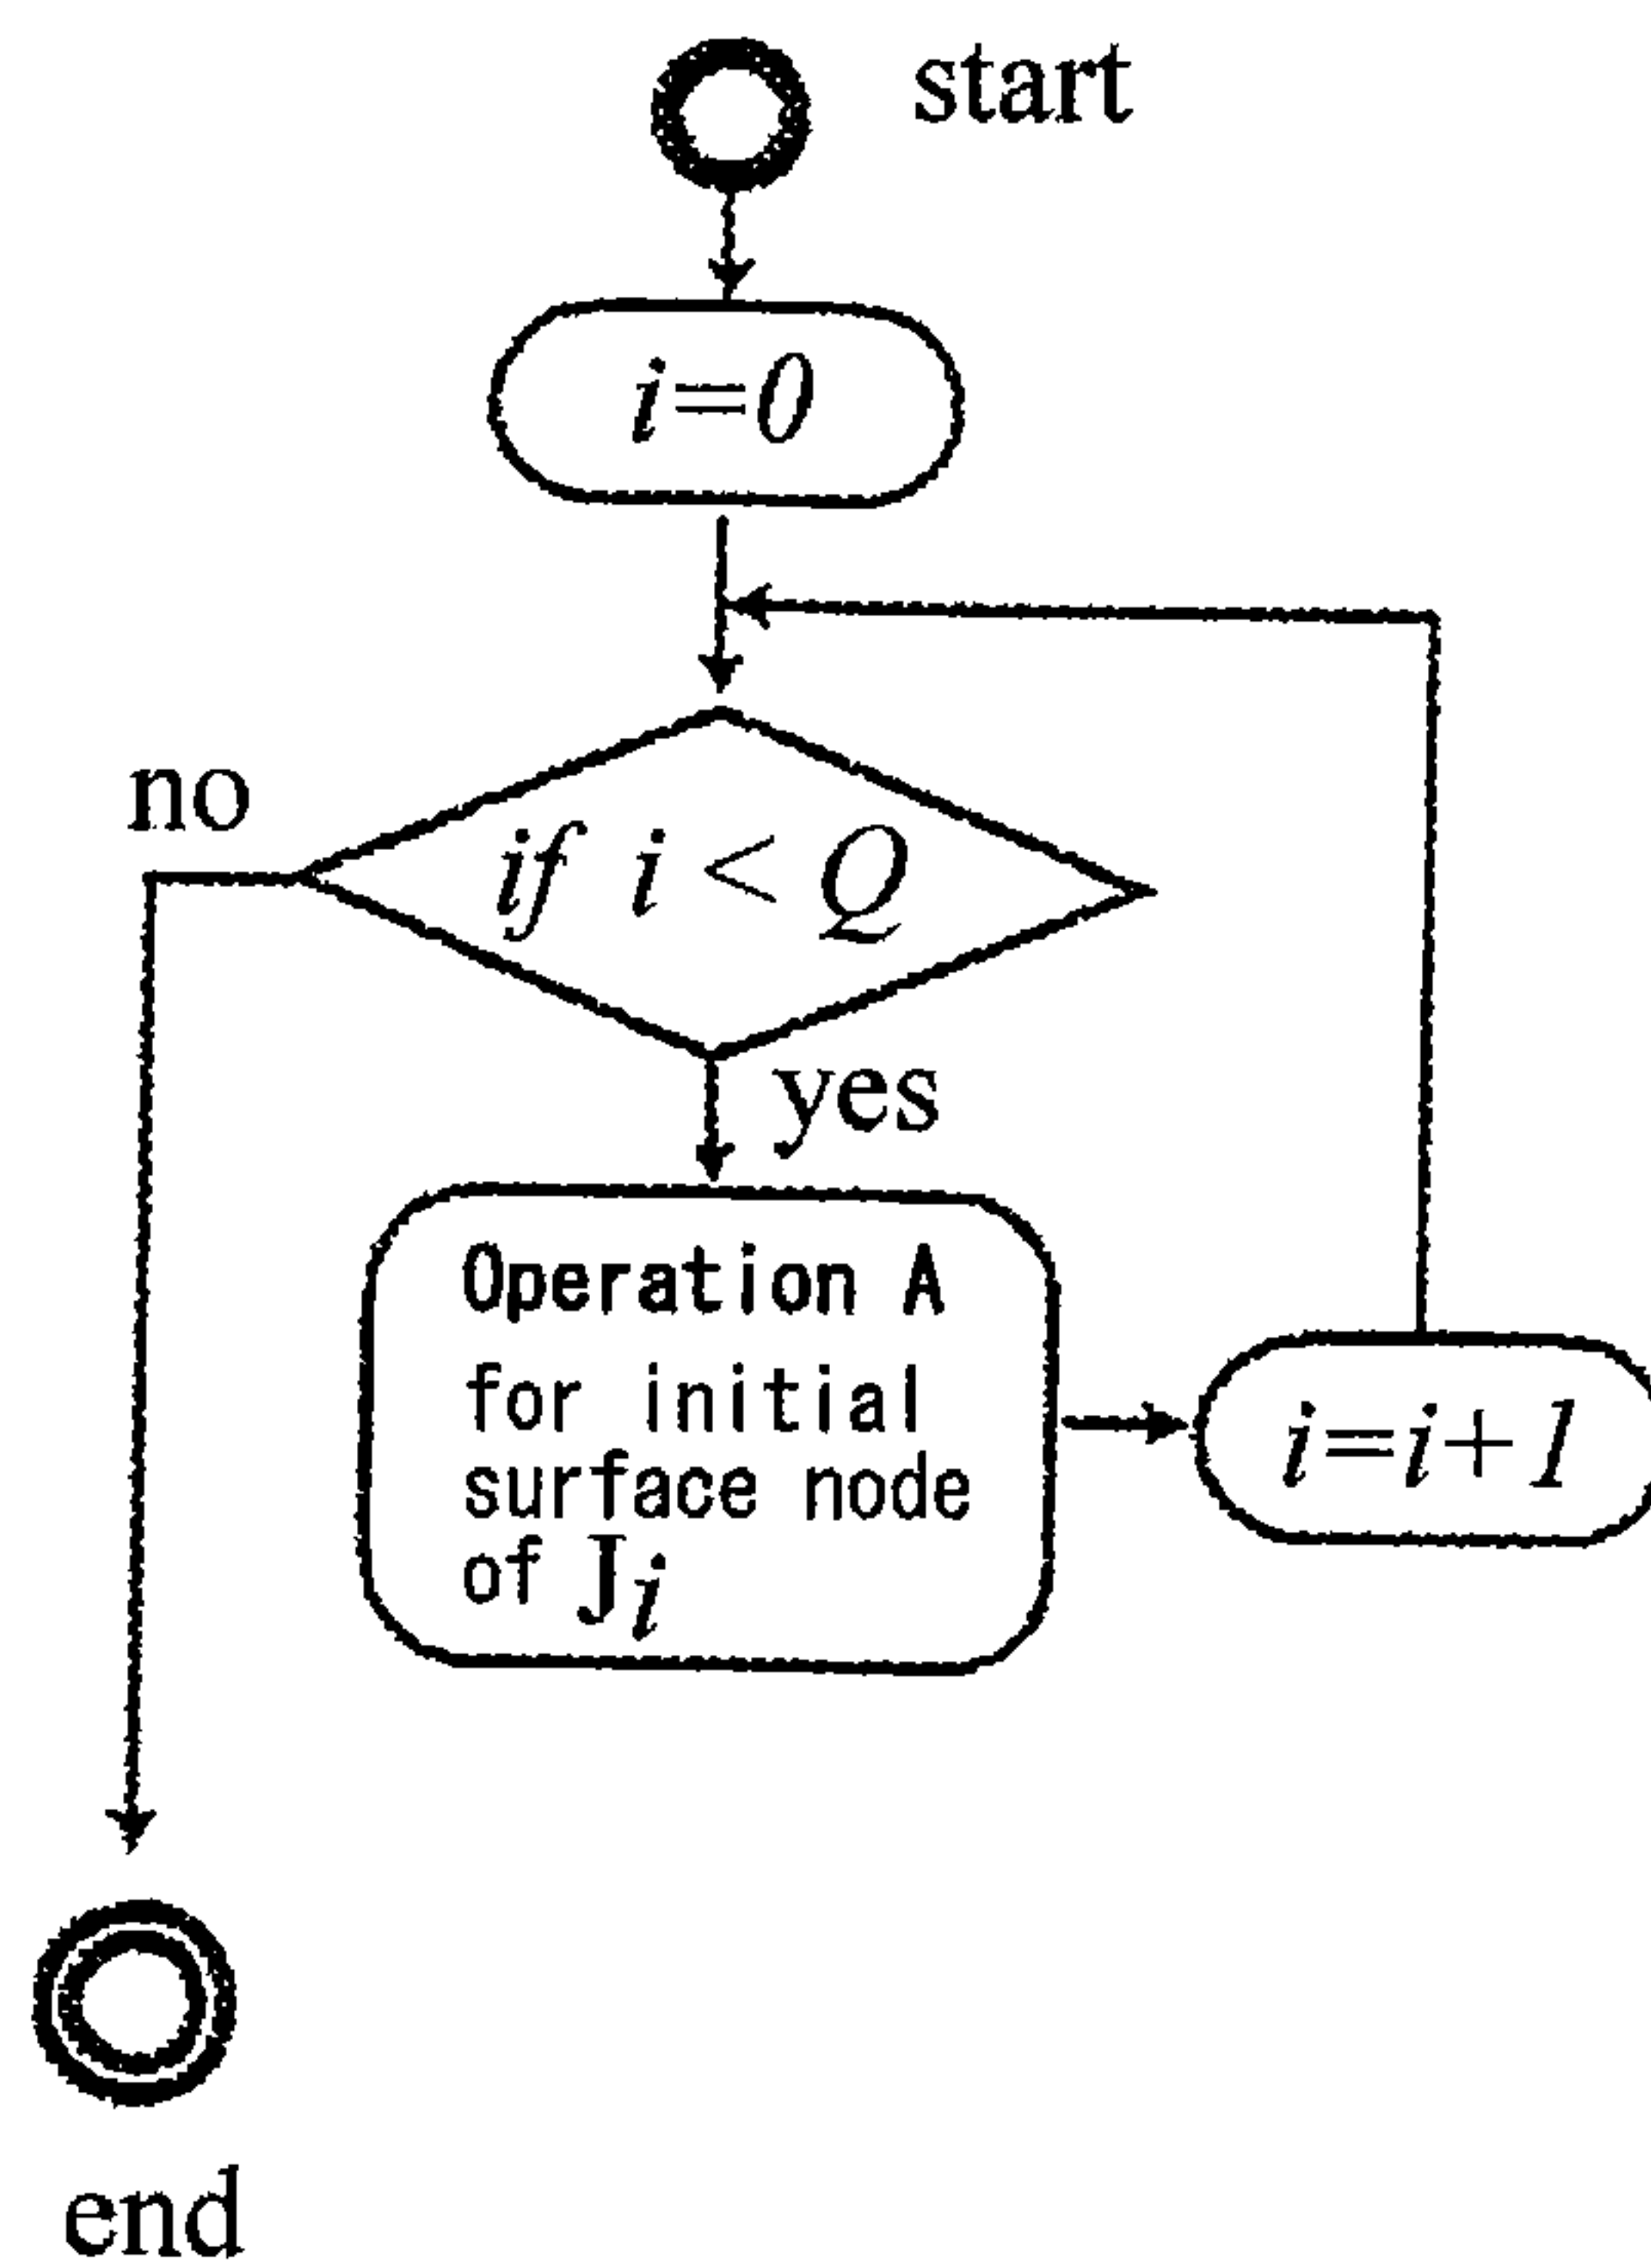 start
i=0
no
if i < Q
yes
Operation A
for initial
surface node
of Ji
i=i+1
end